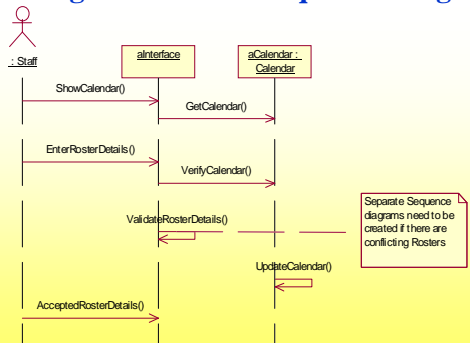 : Staff
aInterface
aCalendar :
Calendar
ShowCalendar()
GetCalendar()
EnterRosterDetails()
VerifyCalendar()
Separate Sequence
diagrams need to be
created if there are
conflicting Rosters
ValidateRosterDetails()
UpdateCalendar()
AcceptedRosterDetails()